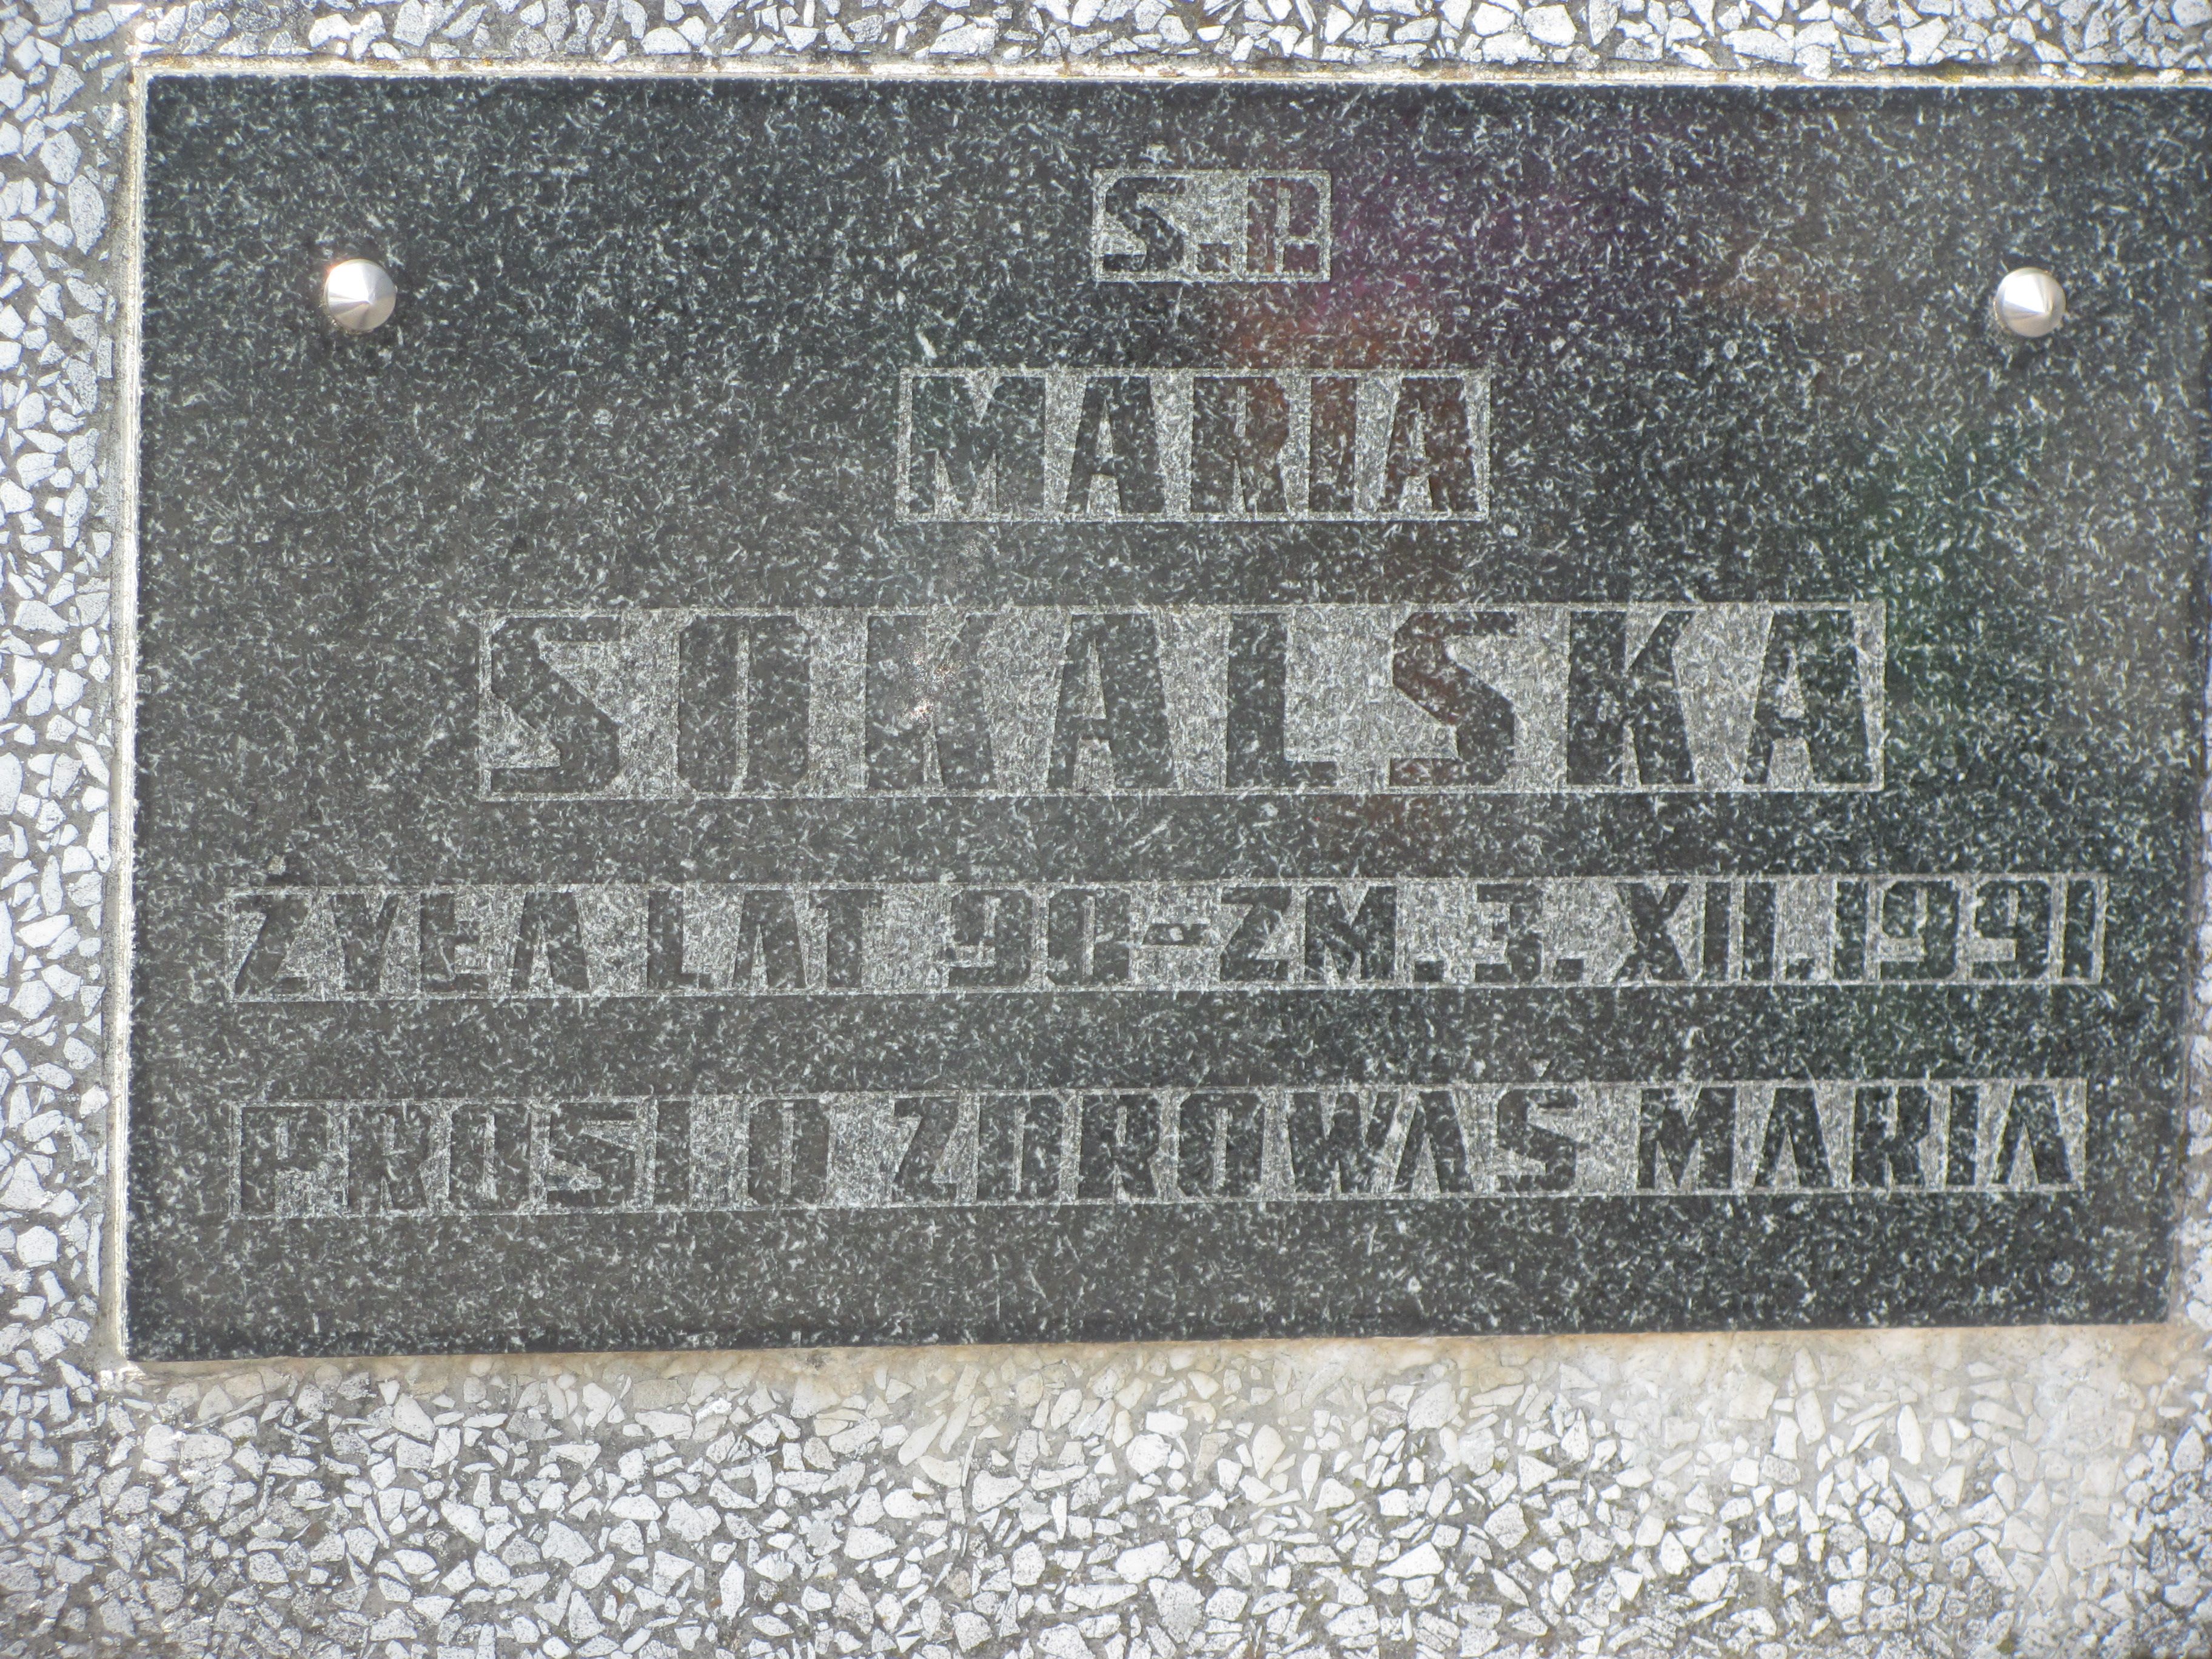 Ś.P.
MARIA
SOKALSKA
ŻYŁA LAT 90-ZM.3.XII.1991
PROSI O ZDROWAŚ MARIA